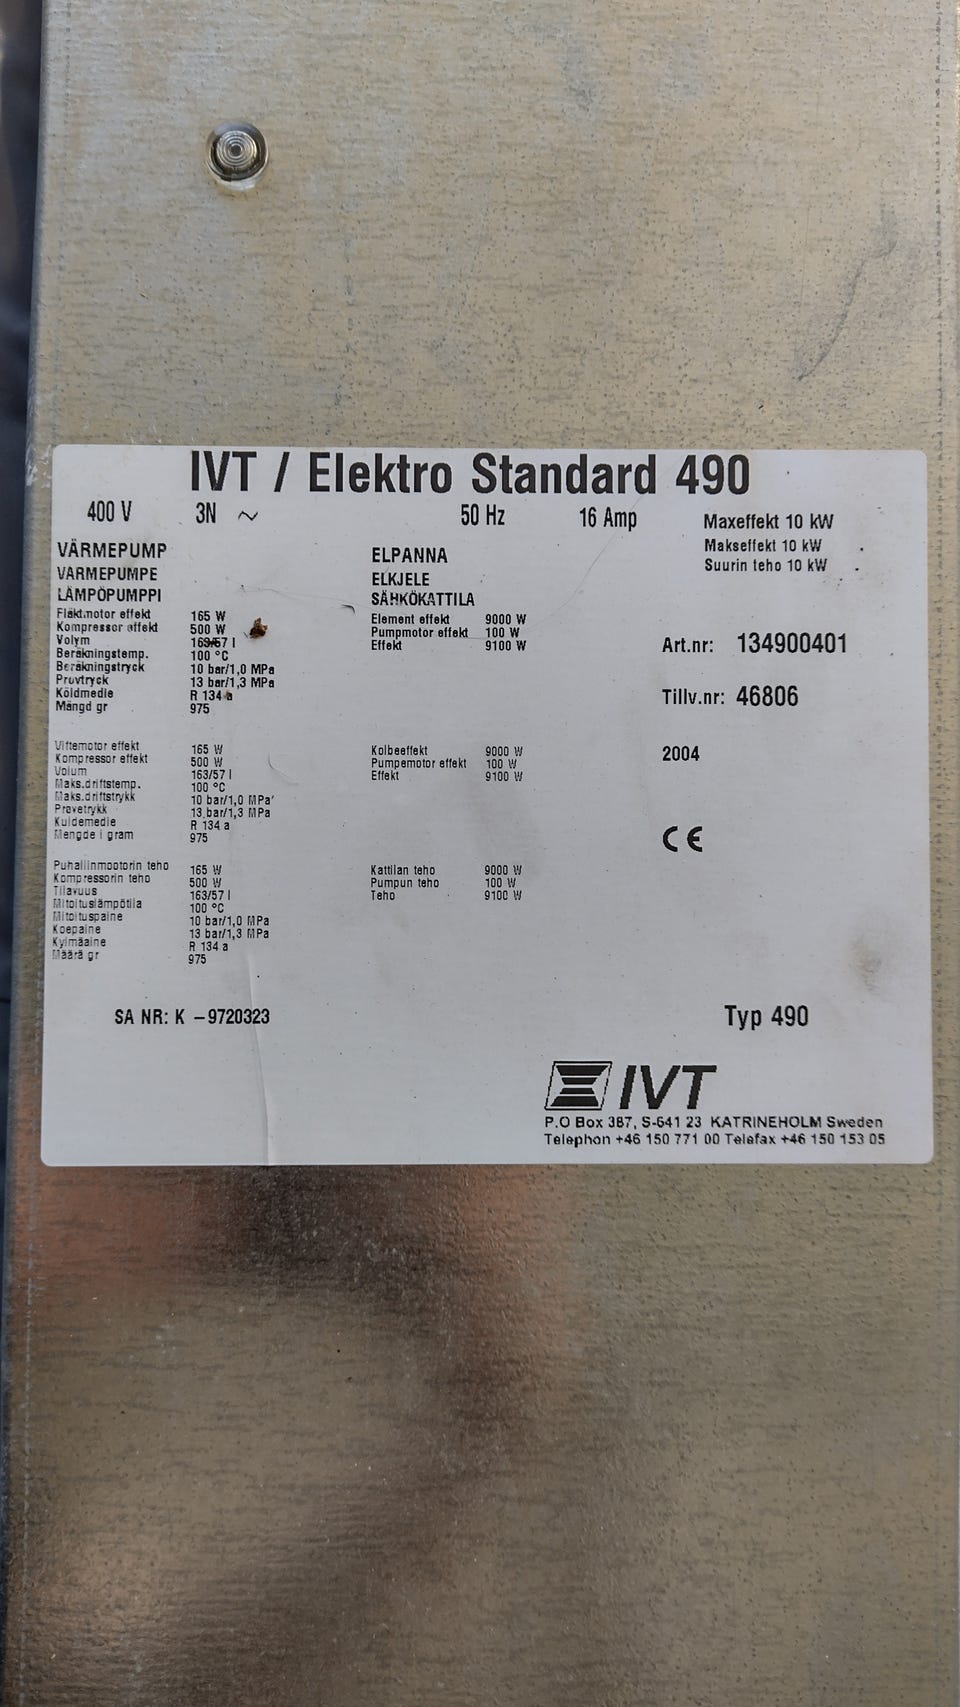 IVT / Elektro Standard 490
400 V 3N ~ 50 Hz 16 Amp Maxeffekt 10 kW
Makseffekt 10 kW
Suurin teho 10 kW
VÄRMEPUMP
VARMEPUMPE
LÄMPÖPUMPPI
Fläktmotor effekt 165 W
Kompressor effekt 500 W
Volym 163/57 l
Beräkningstemp. 100 °C
Beräkningstryck 10 bar/1,0 MPa
Provtryck 13 bar/1,3 MPa
Köldmedie R 134 a
Mängd gr 975
ELPANNA
ELKJELE
SÄHKÖKATTILA
Element effekt 9000 W
Pumpmotor effekt 100 W
Effekt 9100 W
Art.nr: 134900401
Tillv.nr: 46806
2004
CE
Viftemotor effekt 165 W
Kompressor effekt 500 W
Volum 163/57 l
Maks.driftstemp. 100 °C
Maks.driftstrykk 10 bar/1,0 MPa
Prøvetrykk 13 bar/1,3 MPa
Kuldemedie R 134 a
Mengde i gram 975
Kolbeeffekt 9000 W
Pumpemotor effekt 100 W
Effekt 9100 W
Puhallinmootorin teho 165 W
Kompressorin teho 500 W
Tilavuus 163/57 l
Mitoituslämpötila 100 °C
Mitoituspaine 10 bar/1,0 MPa
Koepaine 13 bar/1,3 MPa
Kylmäaine R 134 a
Määrä gr 975
Kattilan teho 9000 W
Pumpun teho 100 W
Teho 9100 W
SA NR: K –9720323
Typ 490
IVT
P.O Box 387, S-641 23 KATRINEHOLM Sweden
Telephon +46 150 771 00 Telefax +46 150 153 05